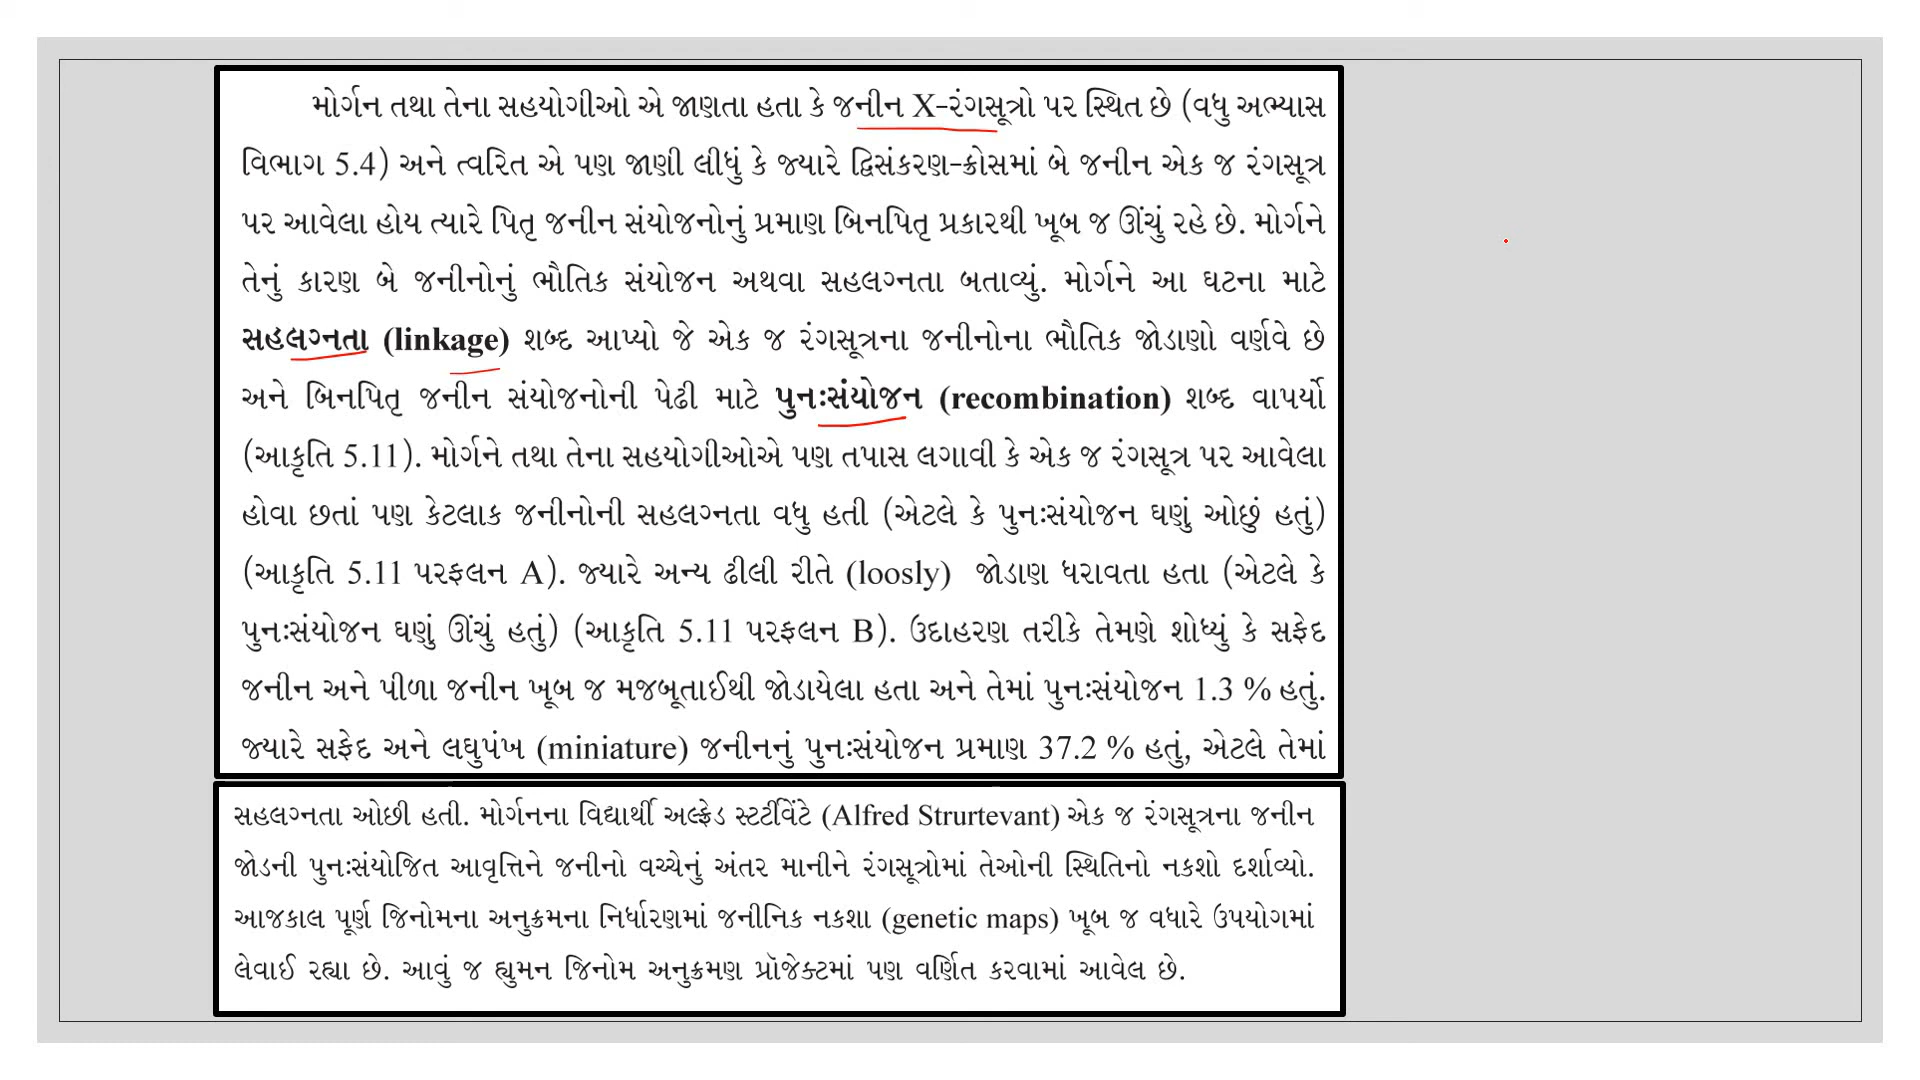 મોર્ગન તથા તેના સહયોગીઓ એ જાણતા હતા કે જનીન X-રંગસૂત્રો પર સ્થિત છે (વધુ અભ્યાસ
વિભાગ 5.4) અને ત્વરિત એ પણ જાણી લીધું કે જ્યારે દ્વિસંકરણ-ક્રોસમાં બે જનીન એક જ રંગસૂત્ર
પર આવેલા હોય ત્યારે પિતૃ જનીન સંયોજનોનું પ્રમાણ બિનપિતૃ પ્રકારથી ખૂબ જ ઊંચું રહે છે. મોર્ગને
તેનું કારણ બે જનીનોનું ભૌતિક સંયોજન અથવા સહલગ્નતા બતાવ્યું. મોર્ગને આ ઘટના માટે
સહલગ્નતા (linkage) શબ્દ આપ્યો જે એક જ રંગસૂત્રના જનીનોના ભૌતિક જોડાણો વર્ણવે છે
અને બિનપિતૃ જનીન સંયોજનોની પેઢી માટે પુનઃસંયોજન (recombination) શબ્દ વાપર્યો
(આકૃતિ 5.11). મોર્ગને તથા તેના સહયોગીઓએ પણ તપાસ લગાવી કે એક જ રંગસૂત્ર પર આવેલા
હોવા છતાં પણ કેટલાક જનીનોની સહલગ્નતા વધુ હતી (એટલે કે પુનઃસંયોજન ઘણું ઓછું હતું)
(આકૃતિ 5.11 પરફલન A). જ્યારે અન્ય ઢીલી રીતે (loosly) જોડાણ ધરાવતા હતા (એટલે કે
પુનઃસંયોજન ઘણું ઊંચું હતું) (આકૃતિ 5.11 પરફલન B). ઉદાહરણ તરીકે તેમણે શોધ્યું કે સફેદ
જનીન અને પીળા જનીન ખૂબ જ મજબૂતાઈથી જોડાયેલા હતા અને તેમાં પુનઃસંયોજન 1.3 % હતું.
જ્યારે સફેદ અને લઘુપંખ (miniature) જનીનનું પુનઃસંયોજન પ્રમાણ 37.2 % હતું, એટલે તેમાં
સહલગ્નતા ઓછી હતી. મોર્ગનના વિદ્યાર્થી અલ્ફ્રેડ સ્ટર્ટીવેંટે (Alfred Strurtevant) એક જ રંગસૂત્રના જનીન
જોડની પુનઃસંયોજિત આવૃત્તિને જનીનો વચ્ચેનું અંતર માનીને રંગસૂત્રોમાં તેઓની સ્થિતિનો નકશો દર્શાવ્યો.
આજકાલ પૂર્ણ જિનોમના અનુક્રમના નિર્ધારણમાં જનીનિક નકશા (genetic maps) ખૂબ જ વધારે ઉપયોગમાં
લેવાઈ રહ્યા છે. આવું જ હ્યુમન જિનોમ અનુક્રમણ પ્રૉજેક્ટમાં પણ વર્ણિત કરવામાં આવેલ છે.